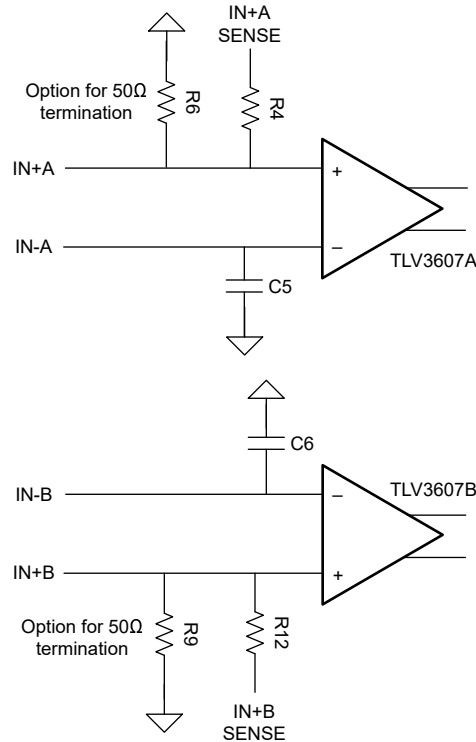 IN+A
SENSE
Option for 50Ω
termination
R6
R4
IN+A
+
IN-A
–
TLV3607A
C5
C6
TLV3607B
IN-B
–
IN+B
+
Option for 50Ω
termination
R9
R12
IN+B
SENSE